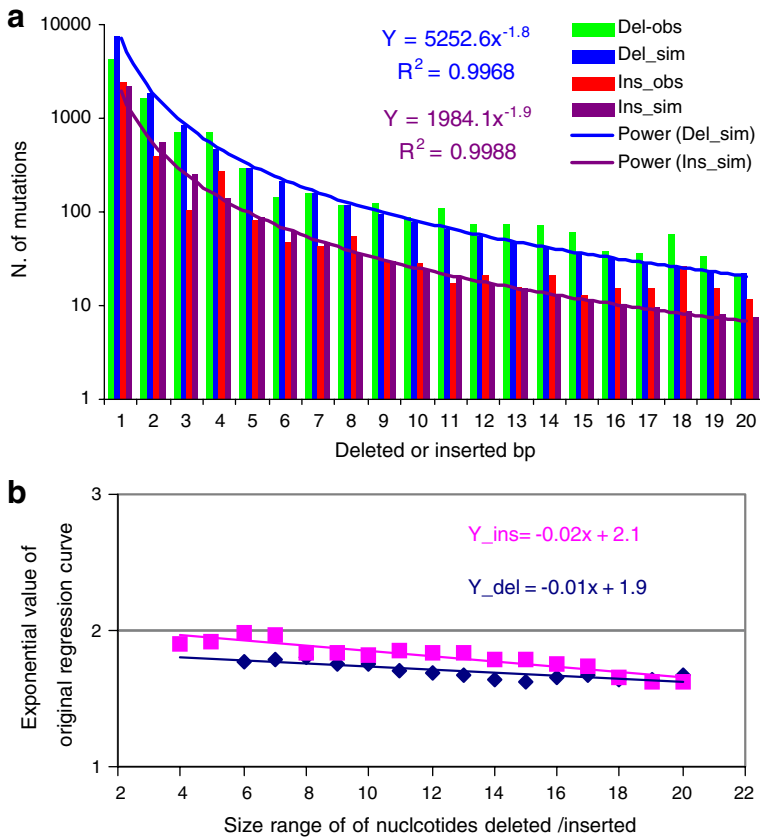 a
10000
1000
100
10
1
N. of mutations
Y = 5252.6x^-1.8
R² = 0.9968
Y = 1984.1x^-1.9
R² = 0.9988
Del-obs
Del_sim
Ins_obs
Ins_sim
Power (Del_sim)
Power (Ins_sim)
1 2 3 4 5 6 7 8 9 10 11 12 13 14 15 16 17 18 19 20
Deleted or inserted bp
b
3
2
1
Exponential value of
original regression curve
Y_ins= -0.02x + 2.1
Y_del= -0.01x + 1.9
2 4 6 8 10 12 14 16 18 20 22
Size range of of nuclcotides deleted /inserted